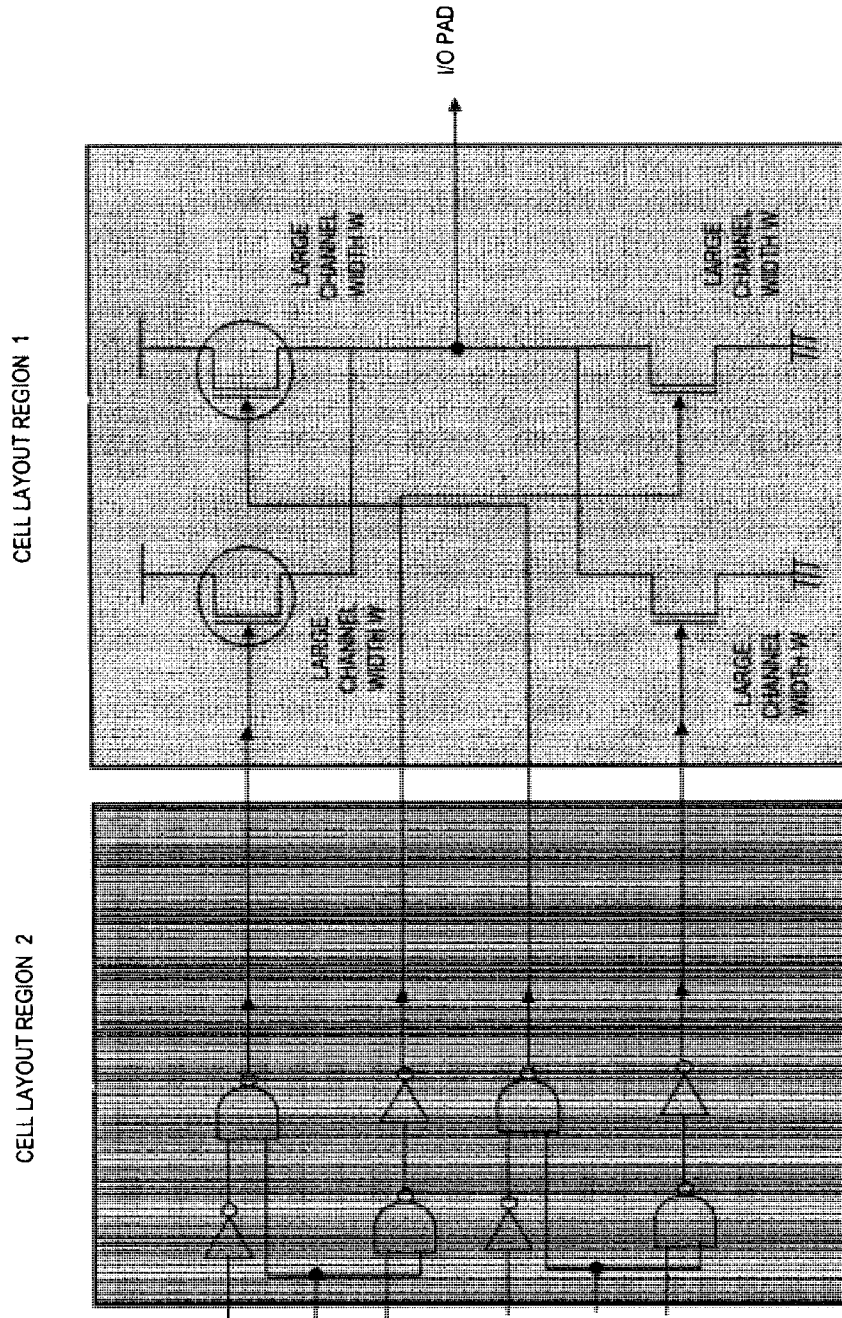 CELL LAYOUT REGION 1
I/O PAD
LARGE
CHANNEL
WIDTH W
LARGE
CHANNEL
WIDTH W
LARGE
CHANNEL
WIDTH W
LARGE
CHANNEL
WIDTH W
CELL LAYOUT REGION 2